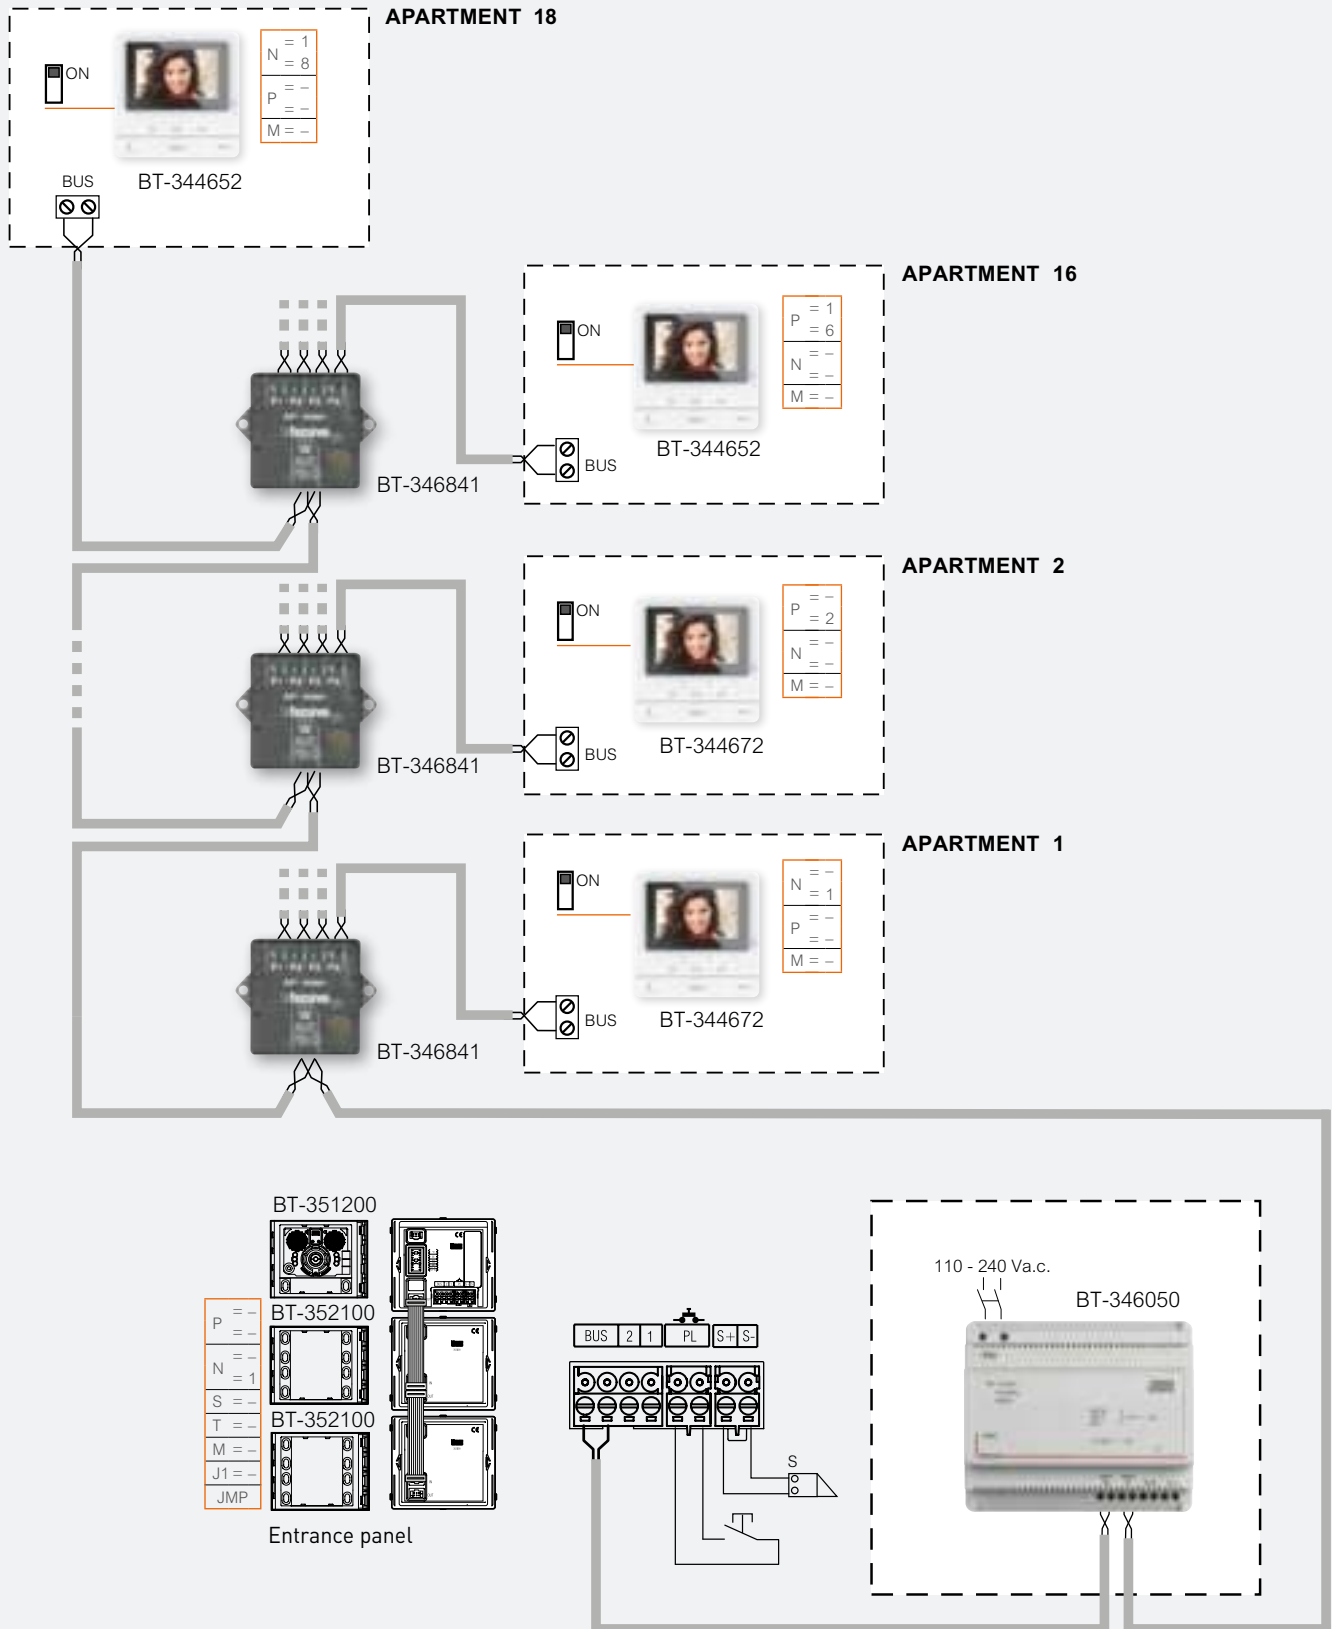 APARTMENT 18
ON
N = 1
= 8
P = –
= –
M = –
BT-344652
BUS
APARTMENT 16
ON
P = 1
= 6
N = –
= –
M = –
BT-344652
BUS
BT-346841
APARTMENT 2
ON
P = –
= 2
N = –
= –
M = –
BT-344672
BUS
BT-346841
APARTMENT 1
ON
N = –
= 1
P = –
= –
M = –
BT-344672
BUS
BT-346841
BT-351200
BT-352100
BT-352100
P = –
= –
N = –
= 1
S = –
T = –
M = –
J1 = –
JMP
Entrance panel
BUS 2 1 PL S+ S-
S
110 - 240 Va.c.
BT-346050